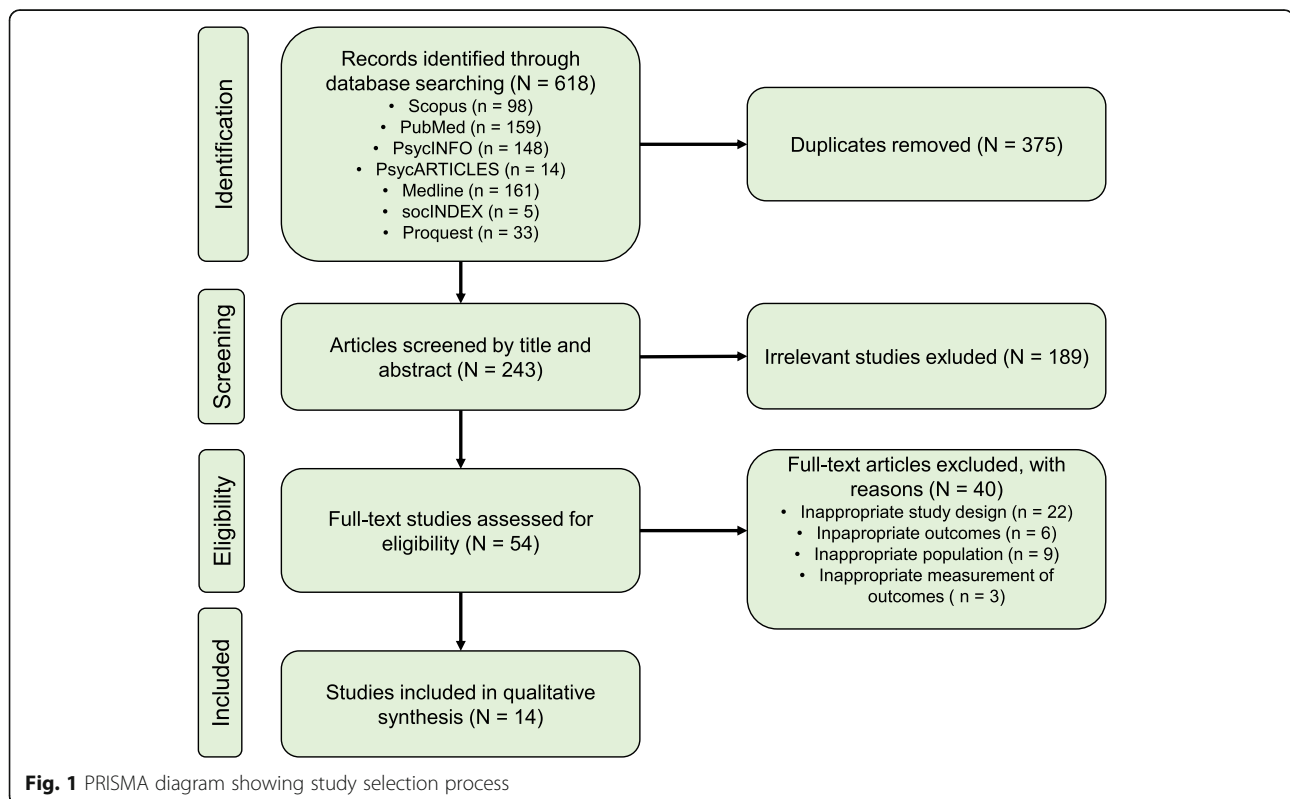 Identification
Records identified through
database searching (N = 618)
• Scopus (n = 98)
• PubMed (n = 159)
• PsycINFO (n = 148)
• PsycARTICLES (n = 14)
• Medline (n = 161)
• socINDEX (n = 5)
• Proquest (n = 33)
Duplicates removed (N = 375)
Screening
Articles screened by title and
abstract (N = 243)
Irrelevant studies exluded (N = 189)
Eligibility
Full-text studies assessed for
eligibility (N = 54)
Full-text articles excluded, with
reasons (N = 40)
• Inappropriate study design (n = 22)
• Inpapropriate outcomes (n = 6)
• Inappropriate population (n = 9)
• Inappropriate measurement of
outcomes ( n = 3)
Included
Studies included in qualitative
synthesis (N = 14)
Fig. 1 PRISMA diagram showing study selection process